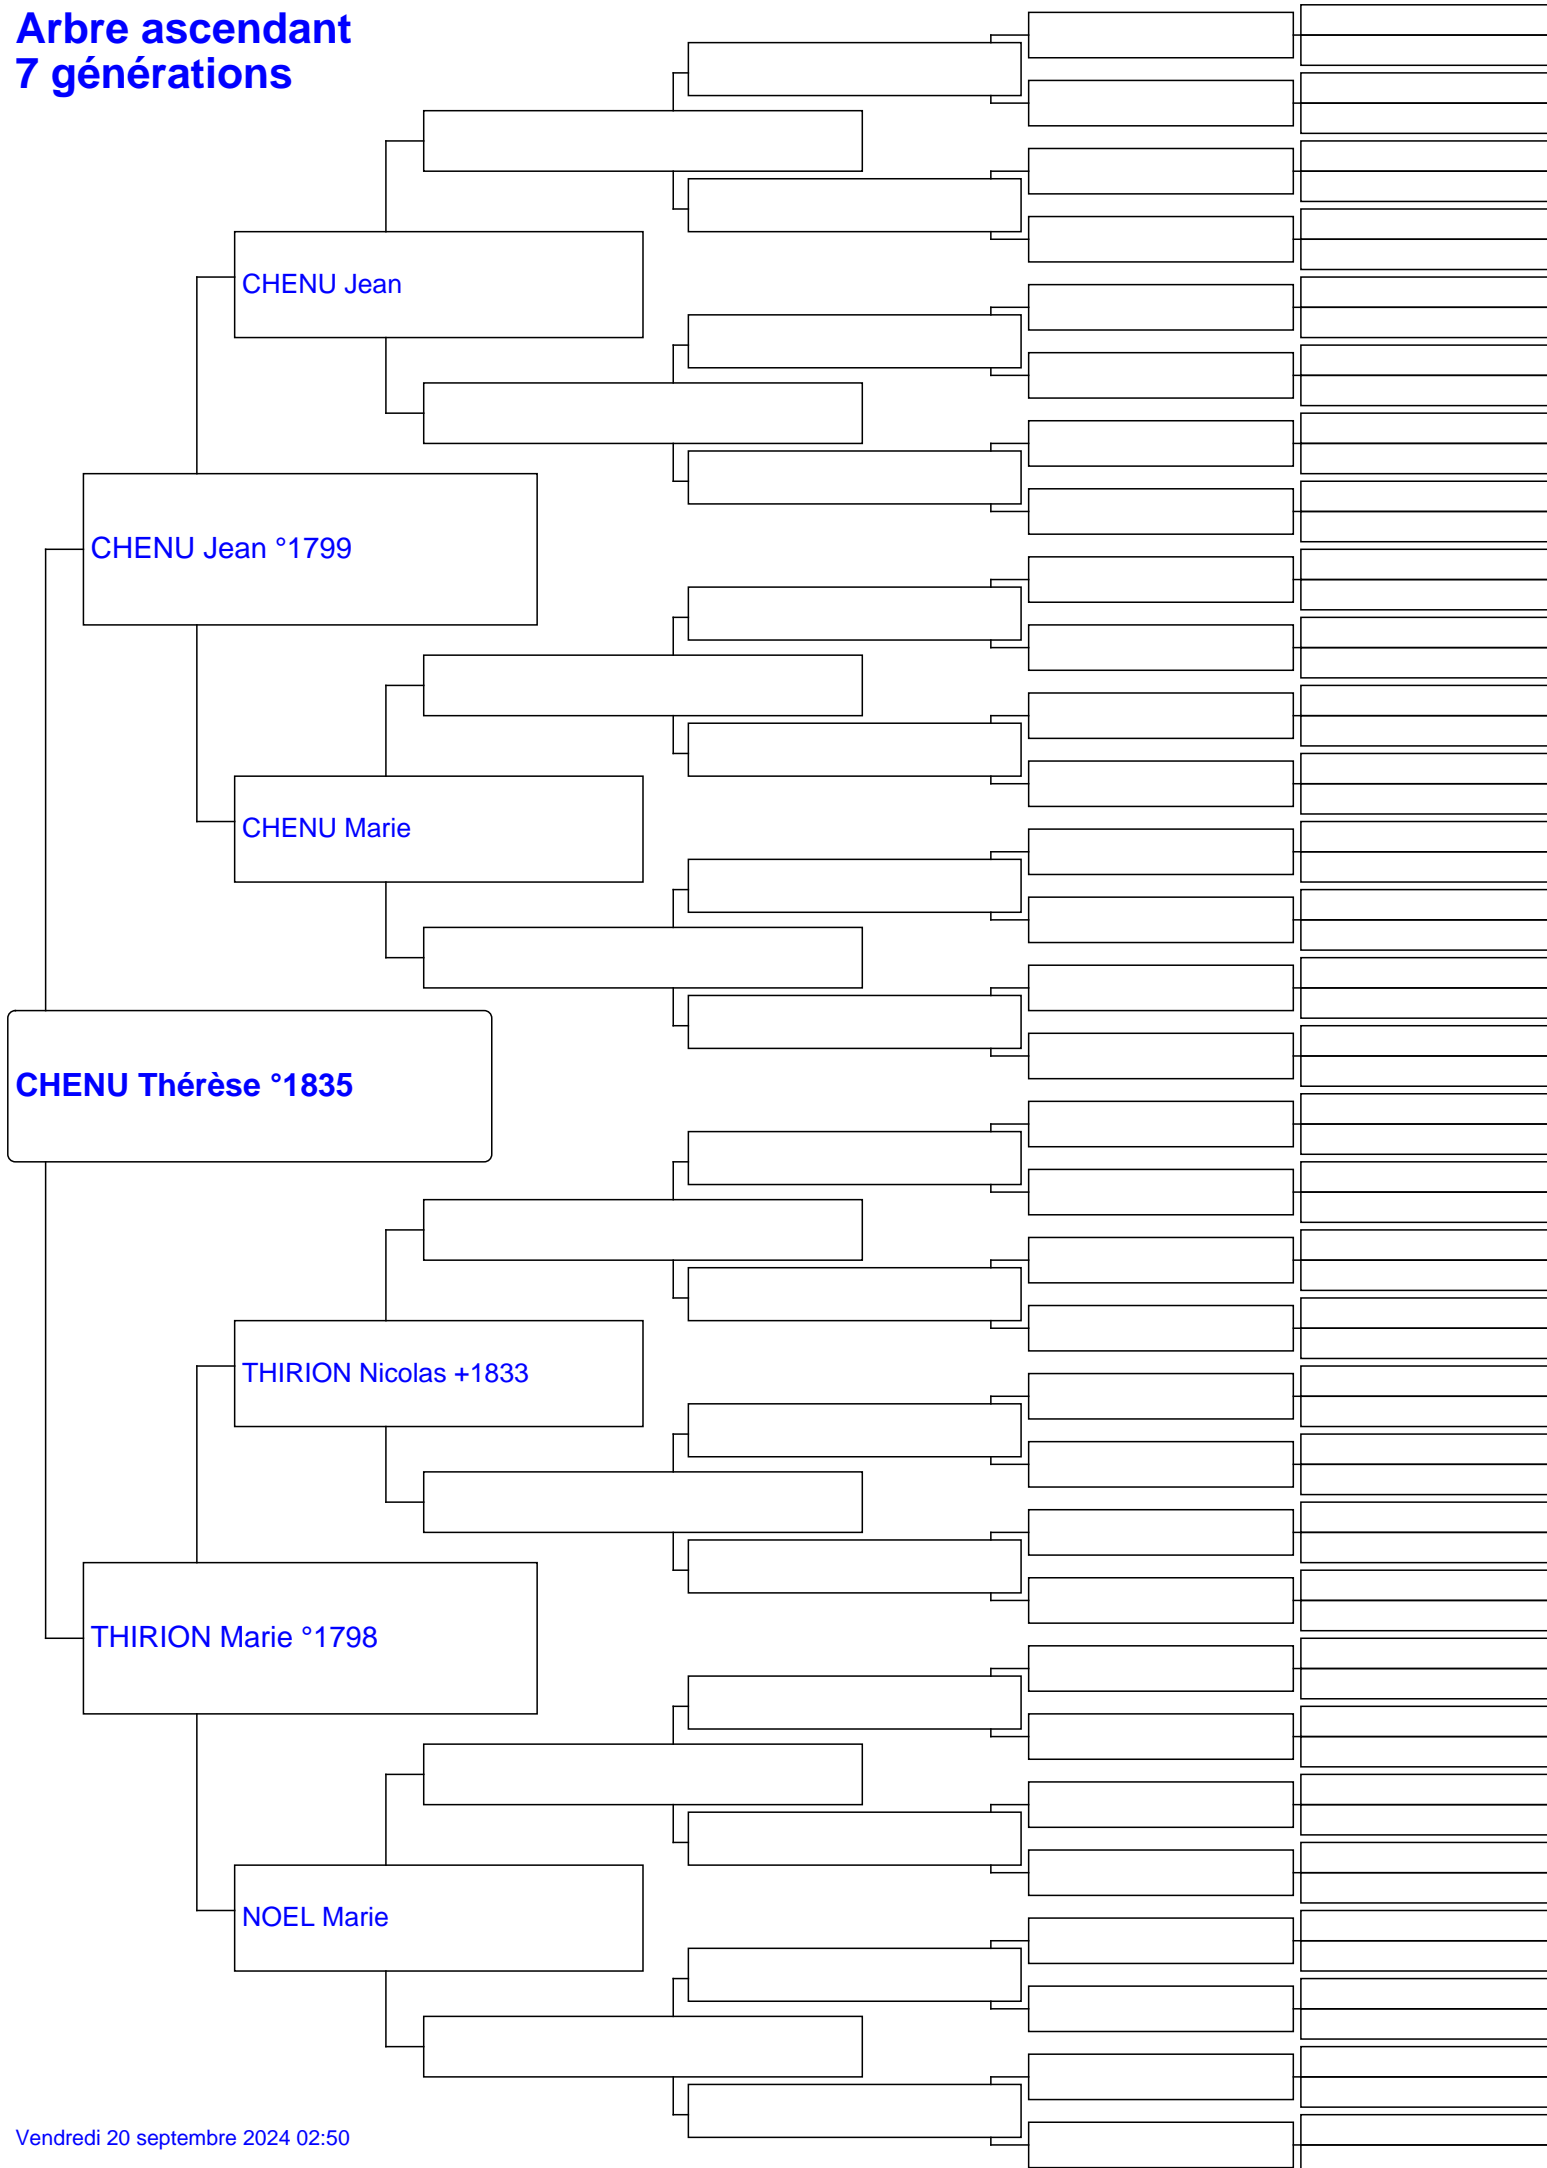 Arbre ascendant
7 générations
CHENU Jean
CHENU Jean °1799
CHENU Marie
CHENU Thérèse °1835
THIRION Nicolas +1833
THIRION Marie °1798
NOEL Marie
Vendredi 20 septembre 2024 02:50